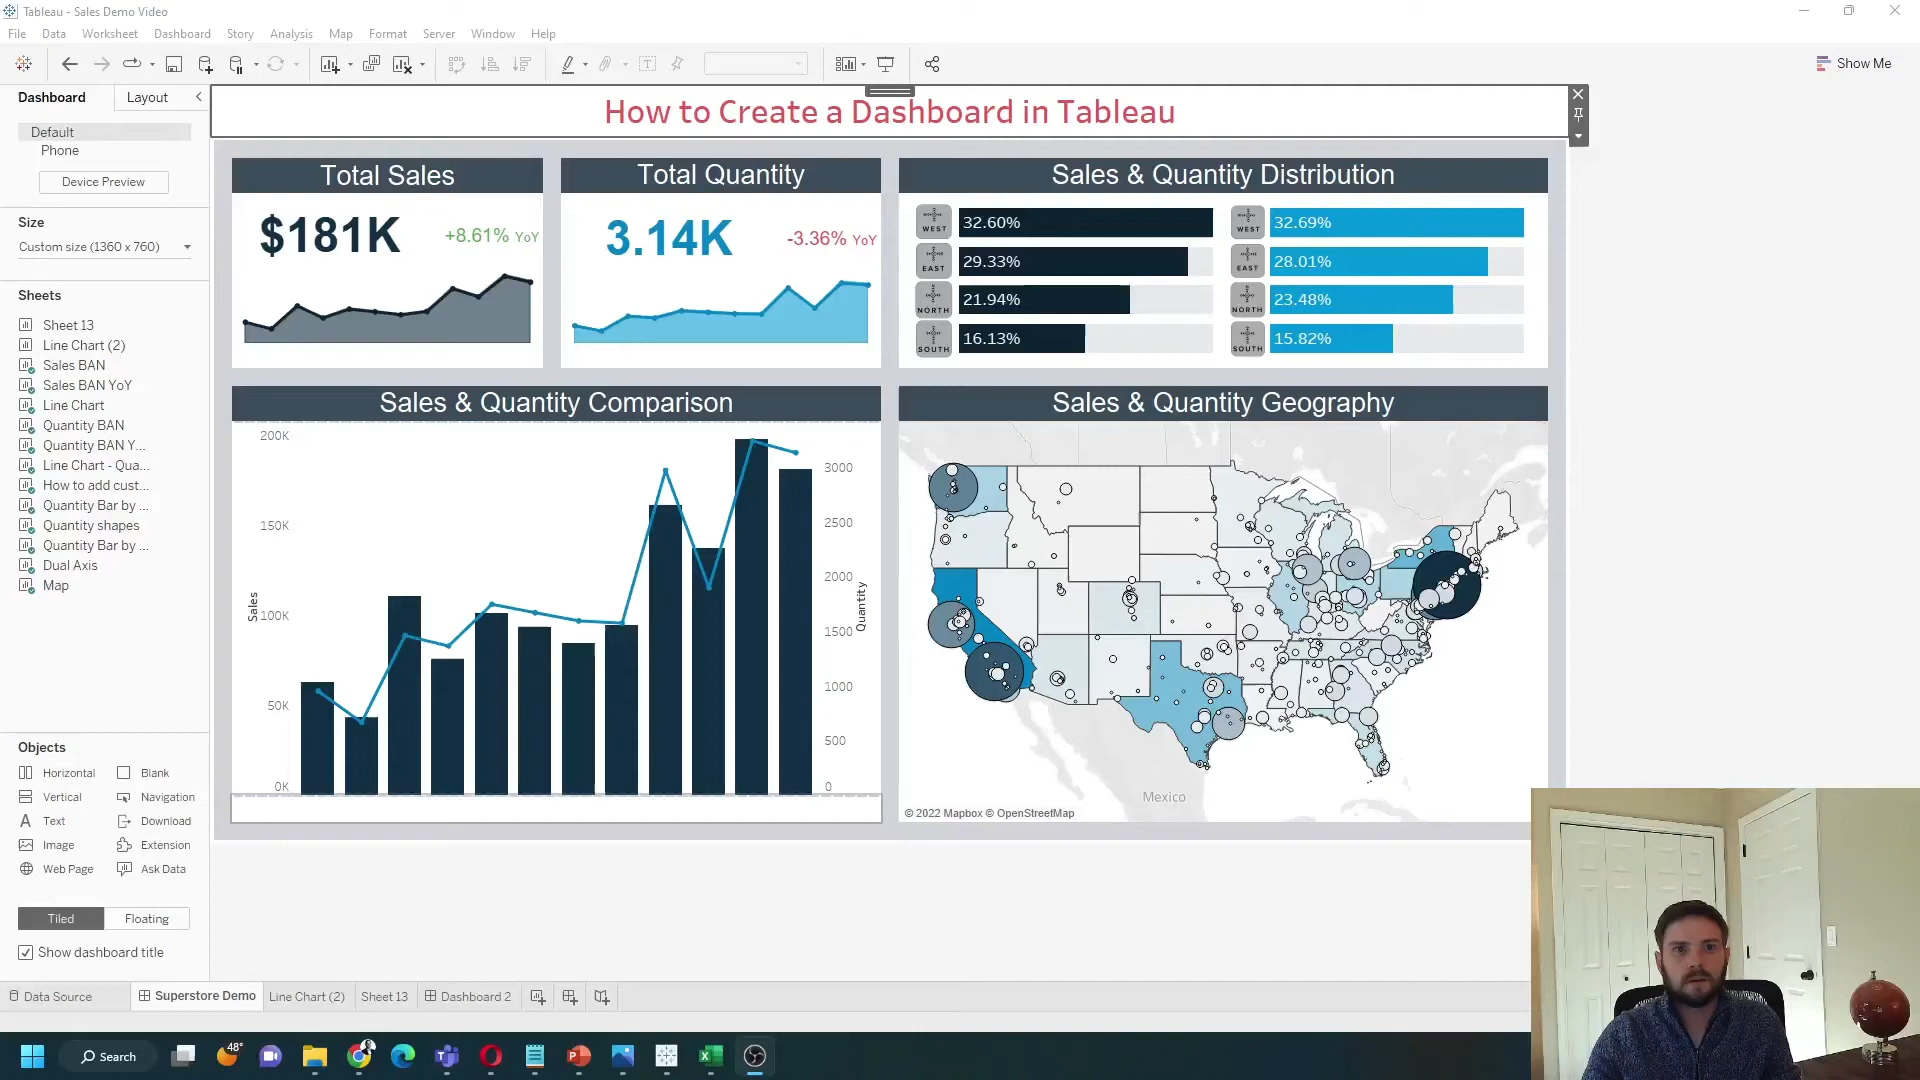 Tableau - Sales Demo Video
File Data Worksheet Dashboard Story Analysis Map Format Server Window Help
Show Me
Dashboard Layout
Default
Phone
Device Preview
Size
Custom size (1360 x 760)
Sheets
Sheet 13
Line Chart (2)
Sales BAN
Sales BAN YoY
Line Chart
Quantity BAN
Quantity BAN Y...
Line Chart - Qua...
How to add cust...
Quantity Bar by ...
Quantity shapes
Quantity Bar by ...
Dual Axis
Map
Objects
Horizontal Blank
Vertical Navigation
Text Download
Image Extension
Web Page Ask Data
Tiled Floating
Show dashboard title
How to Create a Dashboard in Tableau
Total Sales
$181K +8.61% YoY
Total Quantity
3.14K -3.36% YoY
Sales & Quantity Distribution
WEST 32.60% WEST 32.69%
EAST 29.33% EAST 28.01%
NORTH 21.94% NORTH 23.48%
SOUTH 16.13% SOUTH 15.82%
Sales & Quantity Comparison
200K
150K
100K
50K
0K
Sales
3000
2500
2000
1500
1000
500
0
Quantity
Sales & Quantity Geography
Mexico
© 2022 Mapbox © OpenStreetMap
Data Source Superstore Demo Line Chart (2) Sheet 13 Dashboard 2
Search
48°